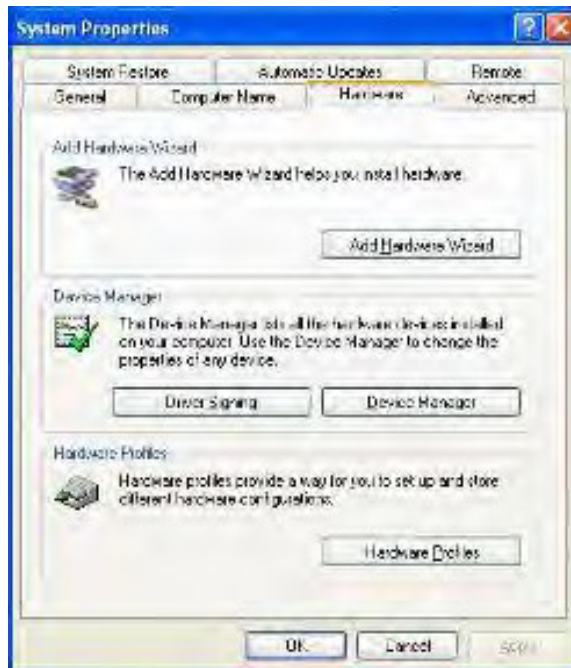 System Properties
System Restore Automatic Updates Remote
General Computer Name Hardware Advanced
Add Hardware Wizard
The Add Hardware Wizard helps you install hardware.
Add Hardware Wizard
Device Manager
The Device Manager lists all the hardware devices installed
on your computer. Use the Device Manager to change the
properties of any device.
Driver Signing Device Manager
Hardware Profiles
Hardware profiles provide a way for you to set up and store
different hardware configurations.
Hardware Profiles
OK Cancel Apply